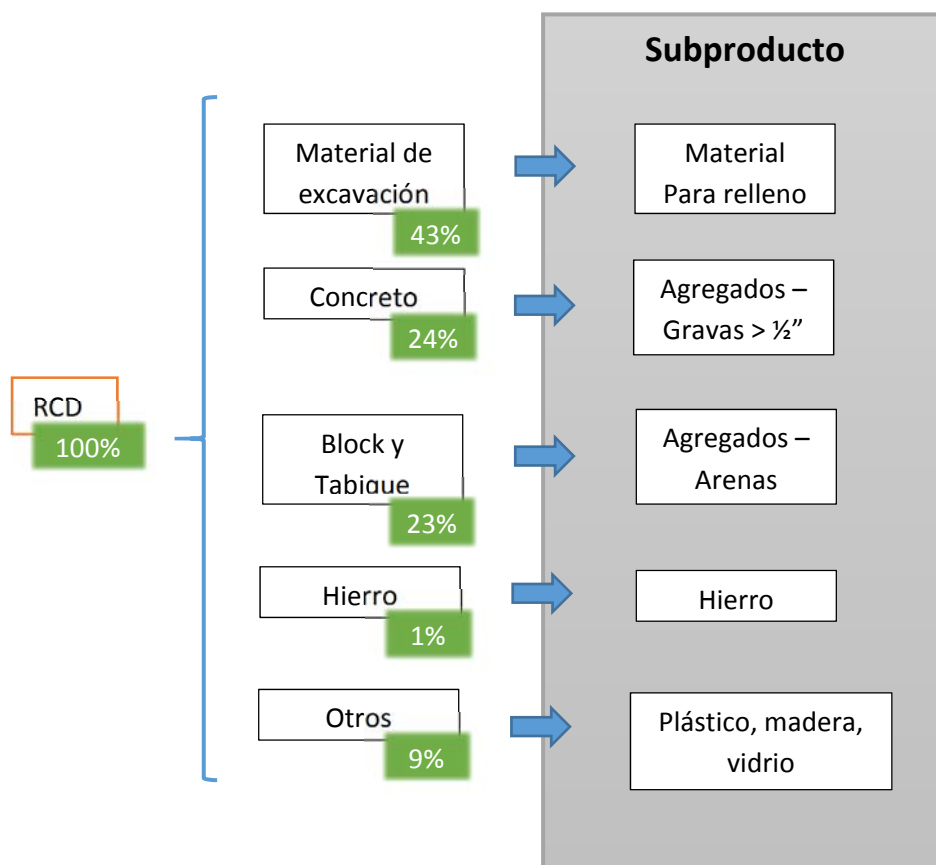 Subproducto
Material de
excavación
43%
Material
Para relleno
Concreto
24%
Agregados –
Gravas > ½”
RCD
100%
Block y
Tabique
23%
Agregados –
Arenas
Hierro
1%
Hierro
Otros
9%
Plástico, madera,
vidrio